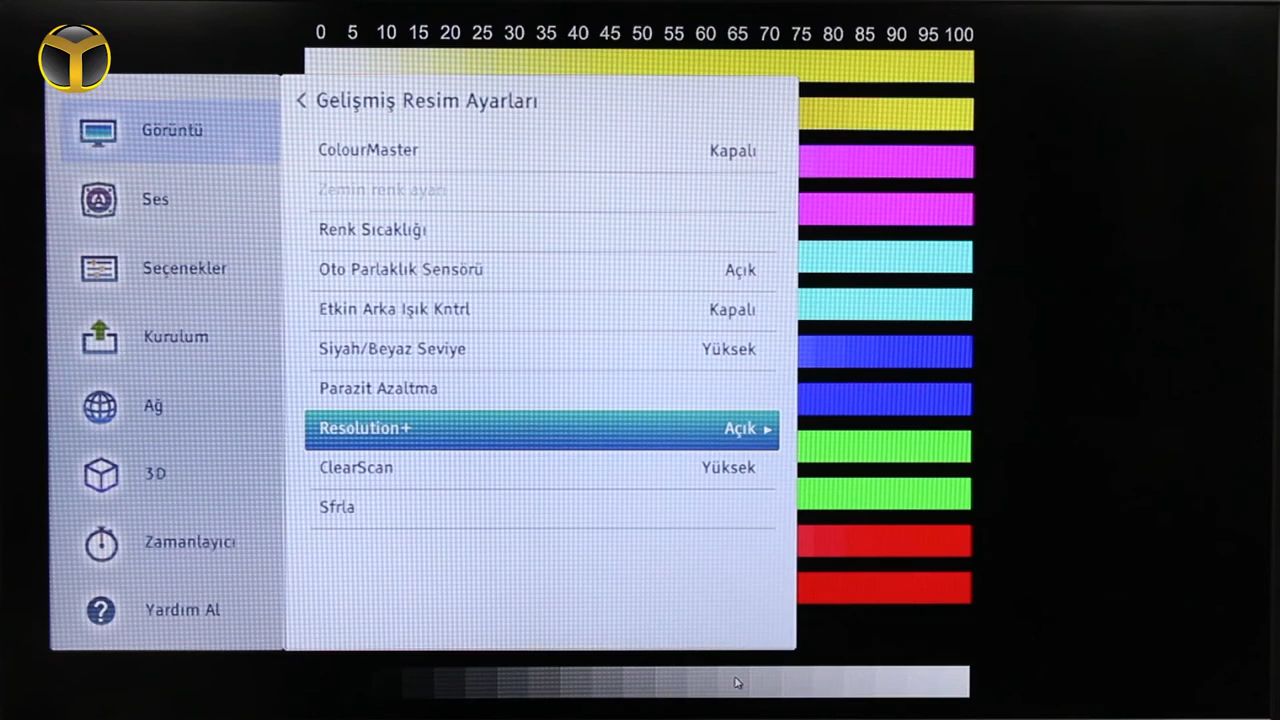 0 5 10 15 20 25 30 35 40 45 50 55 60 65 70 75 80 85 90 95 100
Gelişmiş Resim Ayarları
Görüntü
Ses
Seçenekler
Kurulum
Ağ
3D
Zamanlayıcı
Yardım Al
ColourMaster Kapalı
Zemin renk ayarı
Renk Sıcaklığı
Oto Parlaklık Sensörü Açık
Etkin Arka Işık Kntrl Kapalı
Siyah/Beyaz Seviye Yüksek
Parazit Azaltma
Resolution+ Açık
ClearScan Yüksek
Sfrla